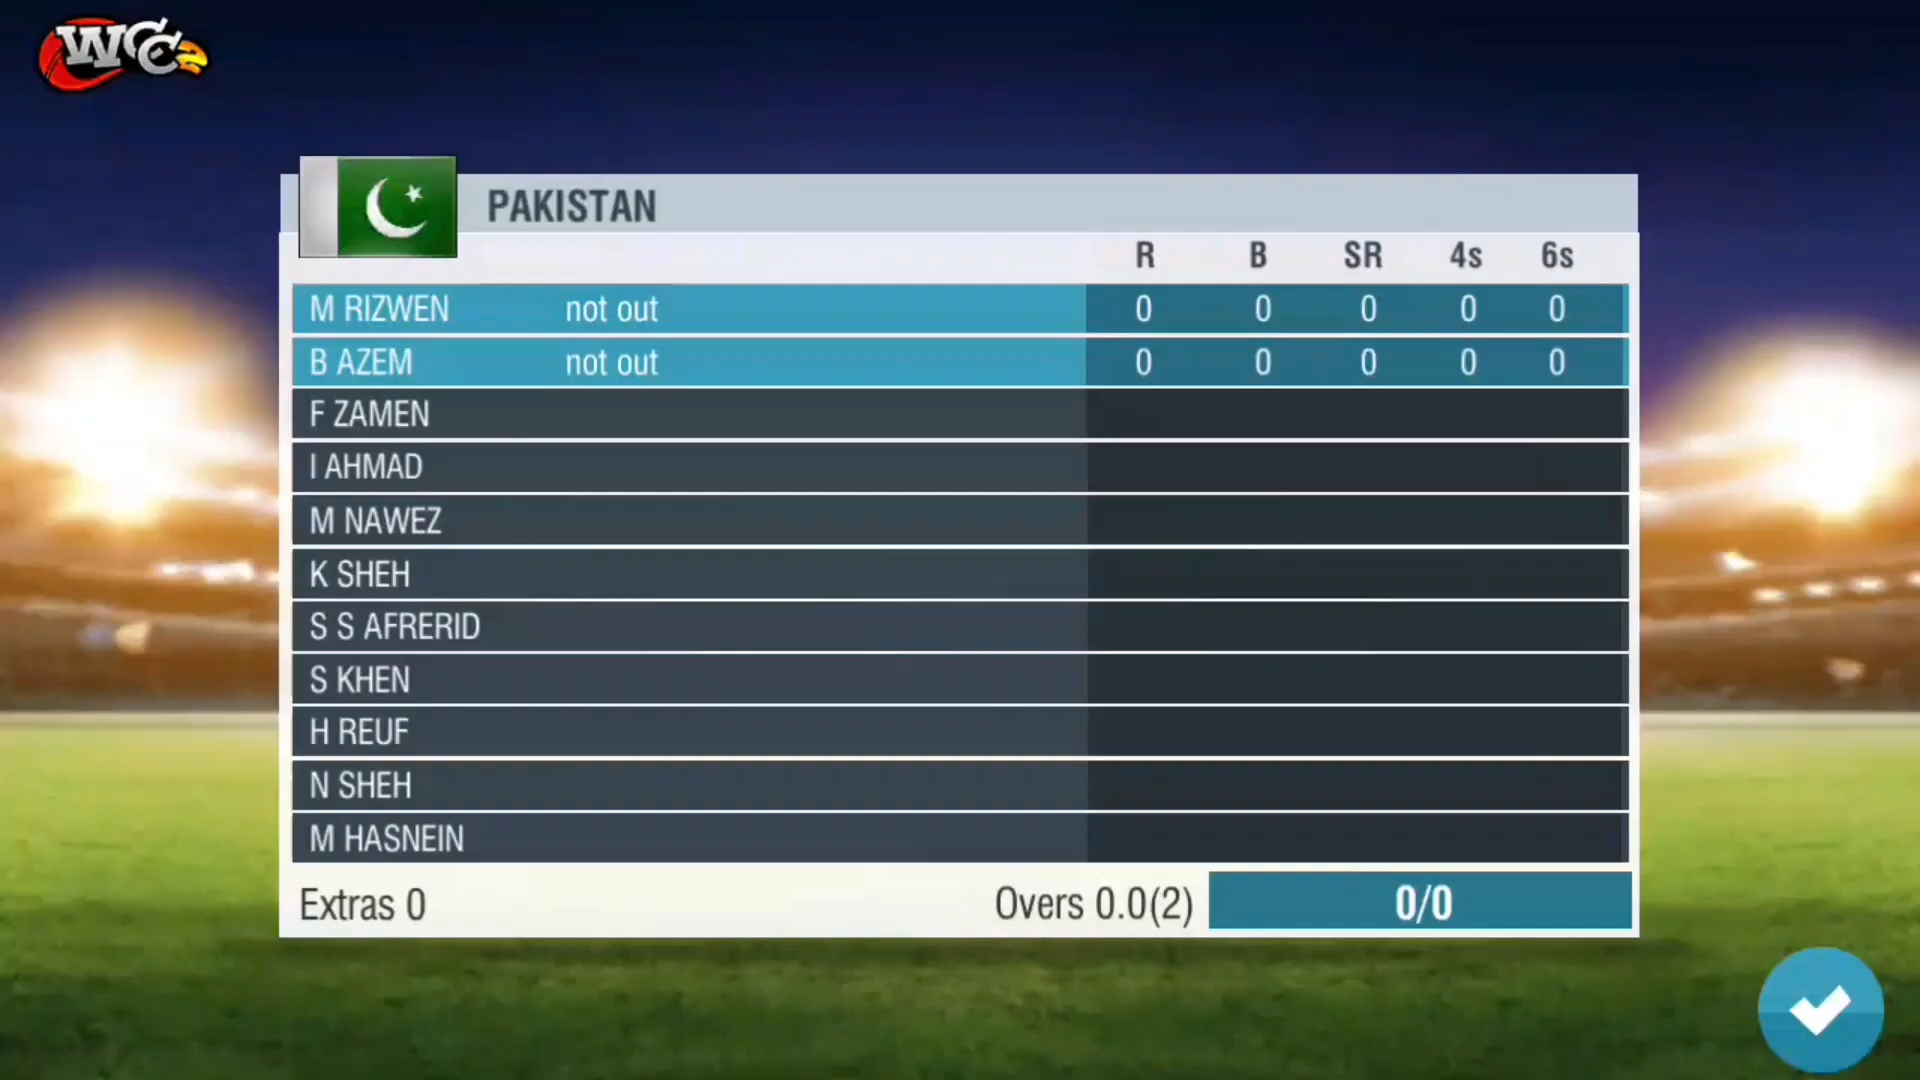 WCC2
PAKISTAN
R B SR 4s 6s
M RIZWEN not out 0 0 0 0 0
B AZEM not out 0 0 0 0 0
F ZAMEN
I AHMAD
M NAWEZ
K SHEH
S S AFRERID
S KHEN
H REUF
N SHEH
M HASNEIN
Extras 0 Overs 0.0(2) 0/0